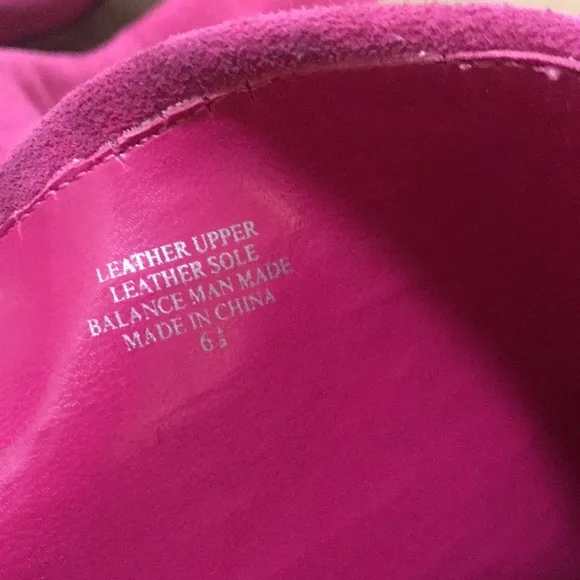 LEATHER UPPER
LEATHER SOLE
BALANCE MAN MADE
MADE IN CHINA
6½